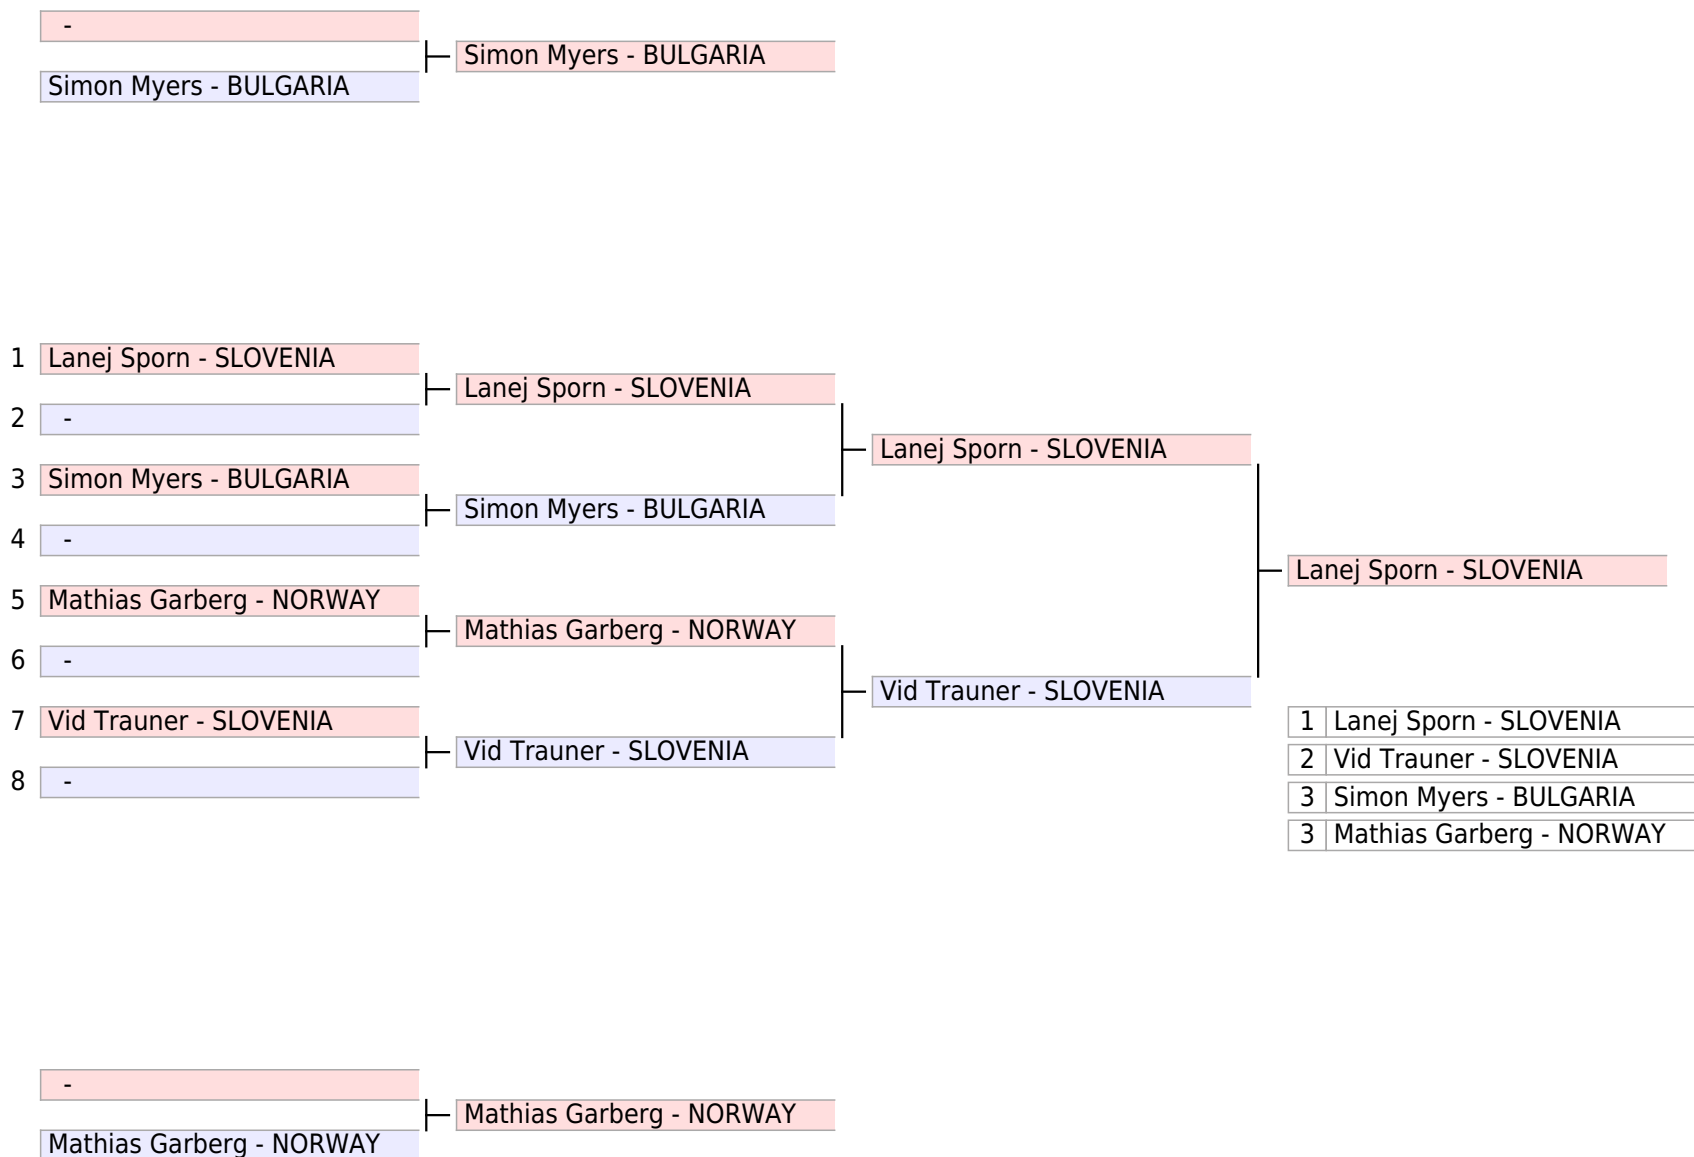 -
Simon Myers - BULGARIA
Simon Myers - BULGARIA
1 Lanej Sporn - SLOVENIA
Lanej Sporn - SLOVENIA
2 -
Lanej Sporn - SLOVENIA
3 Simon Myers - BULGARIA
Simon Myers - BULGARIA
4 -
Lanej Sporn - SLOVENIA
5 Mathias Garberg - NORWAY
Mathias Garberg - NORWAY
6 -
Vid Trauner - SLOVENIA
7 Vid Trauner - SLOVENIA
1 Lanej Sporn - SLOVENIA
Vid Trauner - SLOVENIA
2 Vid Trauner - SLOVENIA
8 -
3 Simon Myers - BULGARIA
3 Mathias Garberg - NORWAY
-
Mathias Garberg - NORWAY
Mathias Garberg - NORWAY